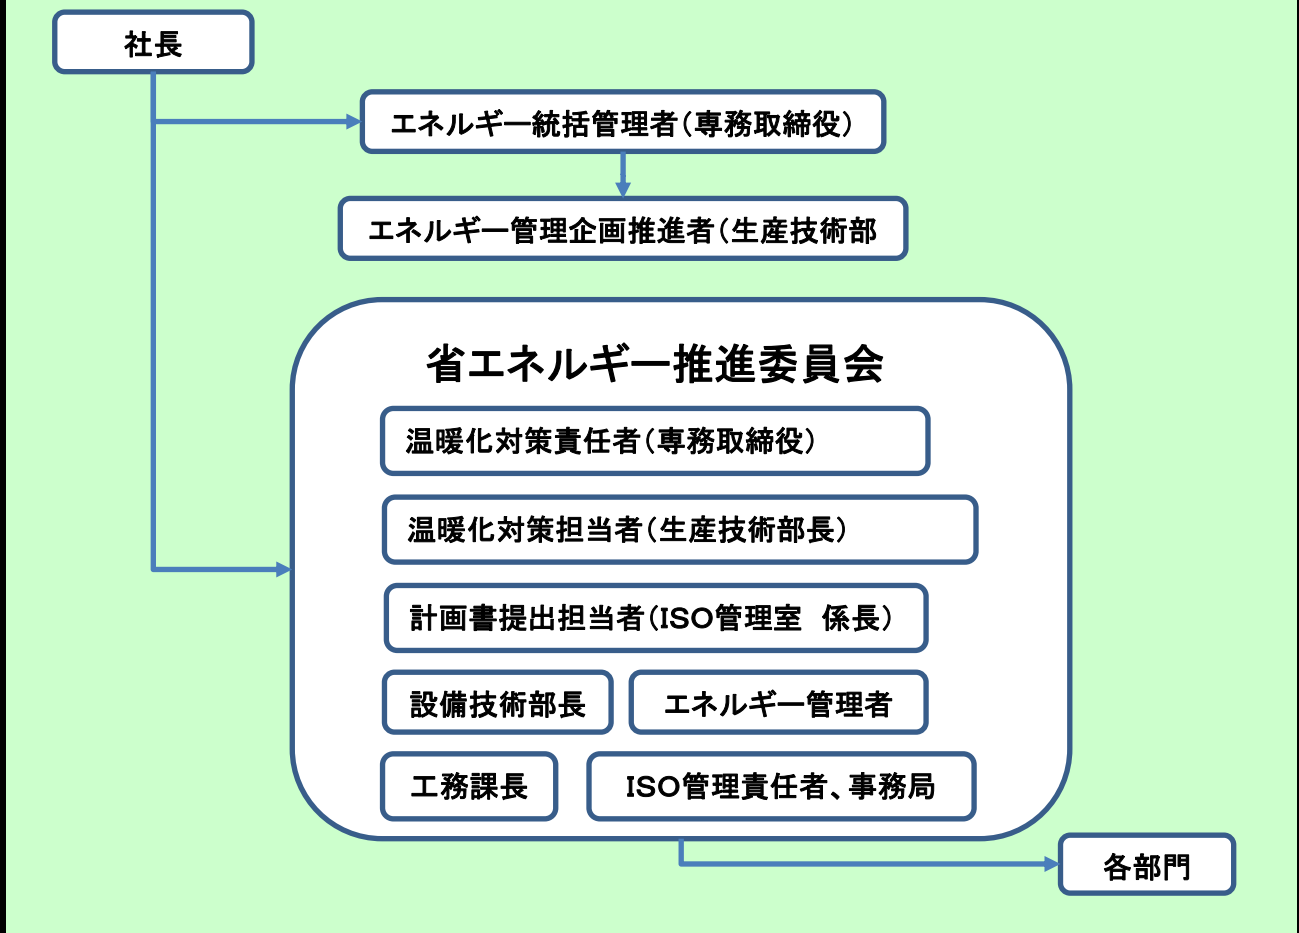 社長
エネルギー統括管理者（専務取締役）
エネルギー管理企画推進者（生産技術部
省エネルギー推進委員会
温暖化対策責任者（専務取締役）
温暖化対策担当者（生産技術部長）
計画書提出担当者（ISO管理室　係長）
設備技術部長
エネルギー管理者
工務課長
ISO管理責任者、事務局
各部門